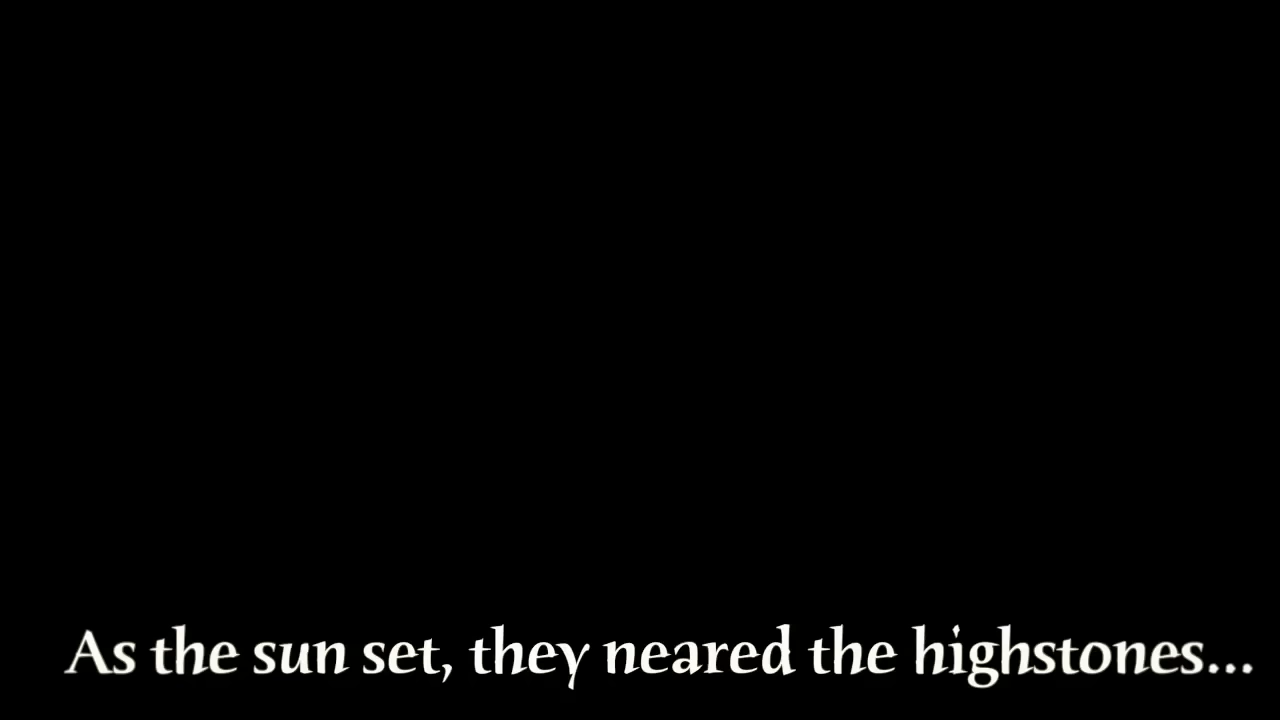 As the sun set, they neared the highstones...